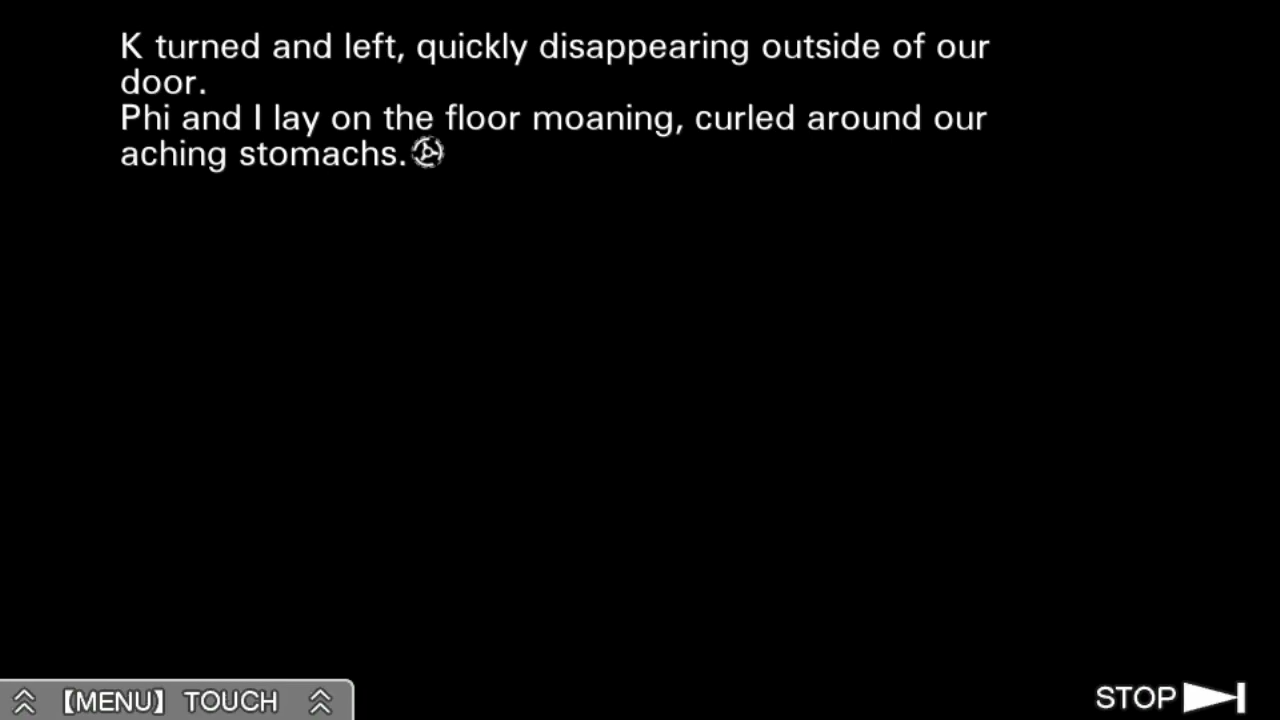 K turned and left, quickly disappearing outside of our
door.
Phi and I lay on the floor moaning, curled around our
aching stomachs.
【MENU】 TOUCH
STOP